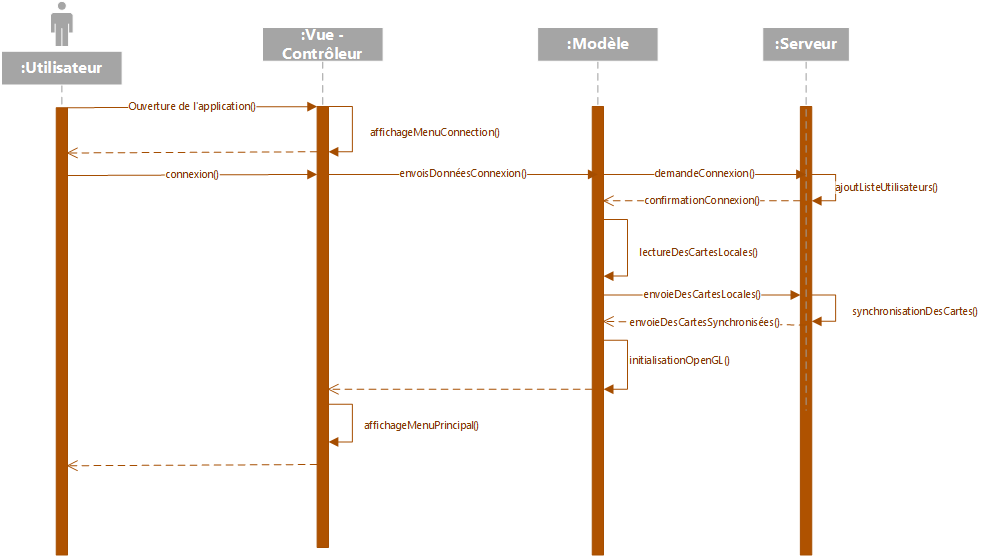 :Utilisateur
:Vue -
Contrôleur
:Modèle
:Serveur
Ouverture de l'application()
affichageMenuConnection()
connexion()
envoisDonnéesConnexion()
demandeConnexion()
ajoutListeUtilisateurs()
confirmationConnexion()
lectureDesCartesLocales()
envoieDesCartesLocales()
synchronisationDesCartes()
envoieDesCartesSynchronisées()
initialisationOpenGL()
affichageMenuPrincipal()